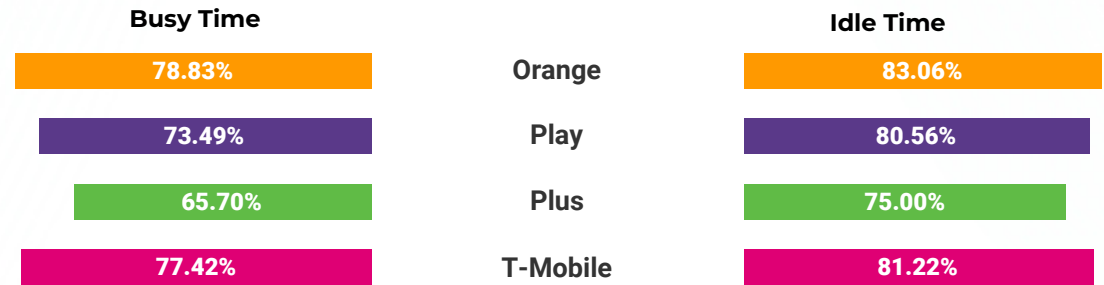 Busy Time
Idle Time
78.83% Orange 83.06%
73.49% Play 80.56%
65.70% Plus 75.00%
77.42% T-Mobile 81.22%